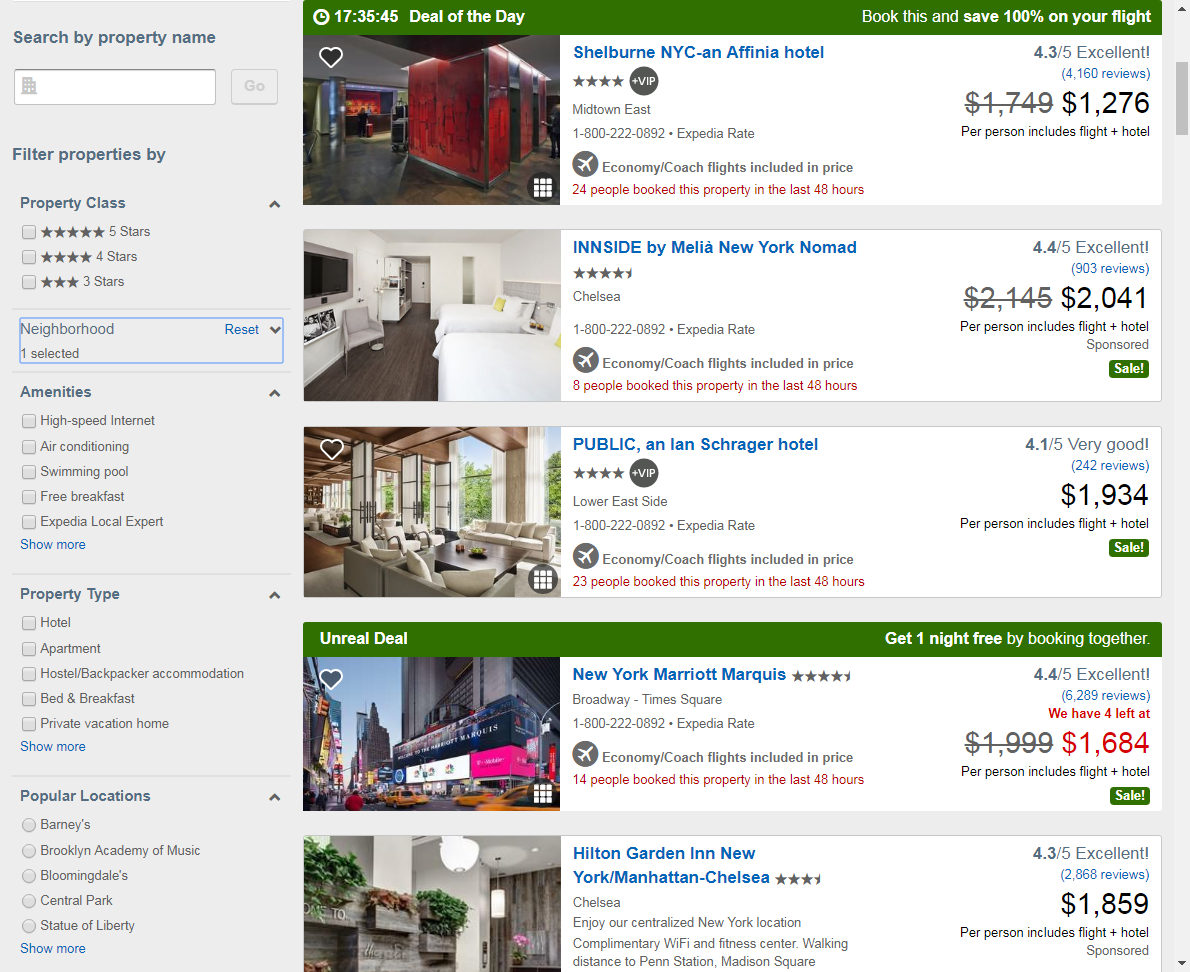 Search by property name
Go
Filter properties by
Property Class
5 Stars
4 Stars
3 Stars
Neighborhood Reset
1 selected
Amenities
High-speed Internet
Air conditioning
Swimming pool
Free breakfast
Expedia Local Expert
Show more
Property Type
Hotel
Apartment
Hostel/Backpacker accommodation
Bed & Breakfast
Private vacation home
Show more
Popular Locations
Barney's
Brooklyn Academy of Music
Bloomingdale's
Central Park
Statue of Liberty
Show more
17:35:45 Deal of the Day Book this and save 100% on your flight
Shelburne NYC-an Affinia hotel
+VIP
Midtown East
1-800-222-0892 • Expedia Rate
Economy/Coach flights included in price
24 people booked this property in the last 48 hours
4.3/5 Excellent!
(4,160 reviews)
$1,749 $1,276
Per person includes flight + hotel
INNSIDE by Melià New York Nomad
Chelsea
1-800-222-0892 • Expedia Rate
Economy/Coach flights included in price
8 people booked this property in the last 48 hours
4.4/5 Excellent!
(903 reviews)
$2,145 $2,041
Per person includes flight + hotel
Sponsored
Sale!
PUBLIC, an Ian Schrager hotel
+VIP
Lower East Side
1-800-222-0892 • Expedia Rate
Economy/Coach flights included in price
23 people booked this property in the last 48 hours
4.1/5 Very good!
(242 reviews)
$1,934
Per person includes flight + hotel
Sale!
Unreal Deal Get 1 night free by booking together.
New York Marriott Marquis
Broadway - Times Square
1-800-222-0892 • Expedia Rate
Economy/Coach flights included in price
14 people booked this property in the last 48 hours
WELCOME TO THE MARRIOTT MARQUIS
T-Mobile
4.4/5 Excellent!
(6,289 reviews)
We have 4 left at
$1,999 $1,684
Per person includes flight + hotel
Sale!
Hilton Garden Inn New
York/Manhattan-Chelsea
Chelsea
Enjoy our centralized New York location
Complimentary WiFi and fitness center. Walking
distance to Penn Station, Madison Square
4.3/5 Excellent!
(2,868 reviews)
$1,859
Per person includes flight + hotel
Sponsored